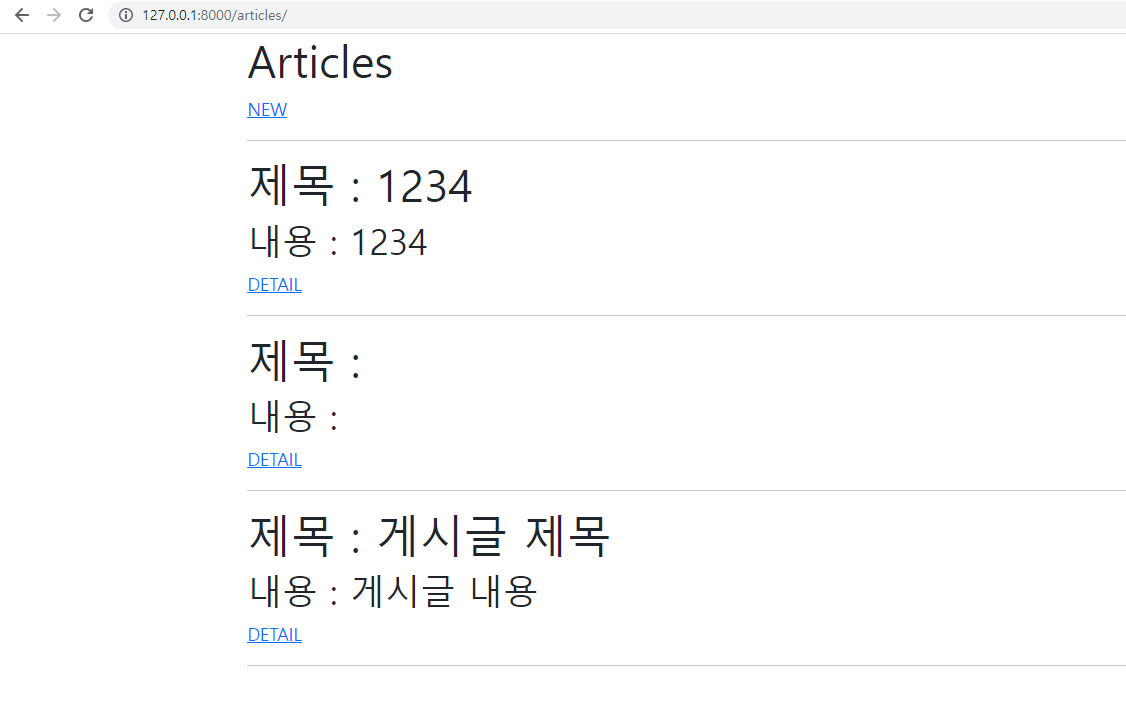 127.0.0.1:8000/articles/
Articles
NEW
제목 : 1234
내용 : 1234
DETAIL
제목 :
내용 :
DETAIL
제목 : 게시글 제목
내용 : 게시글 내용
DETAIL